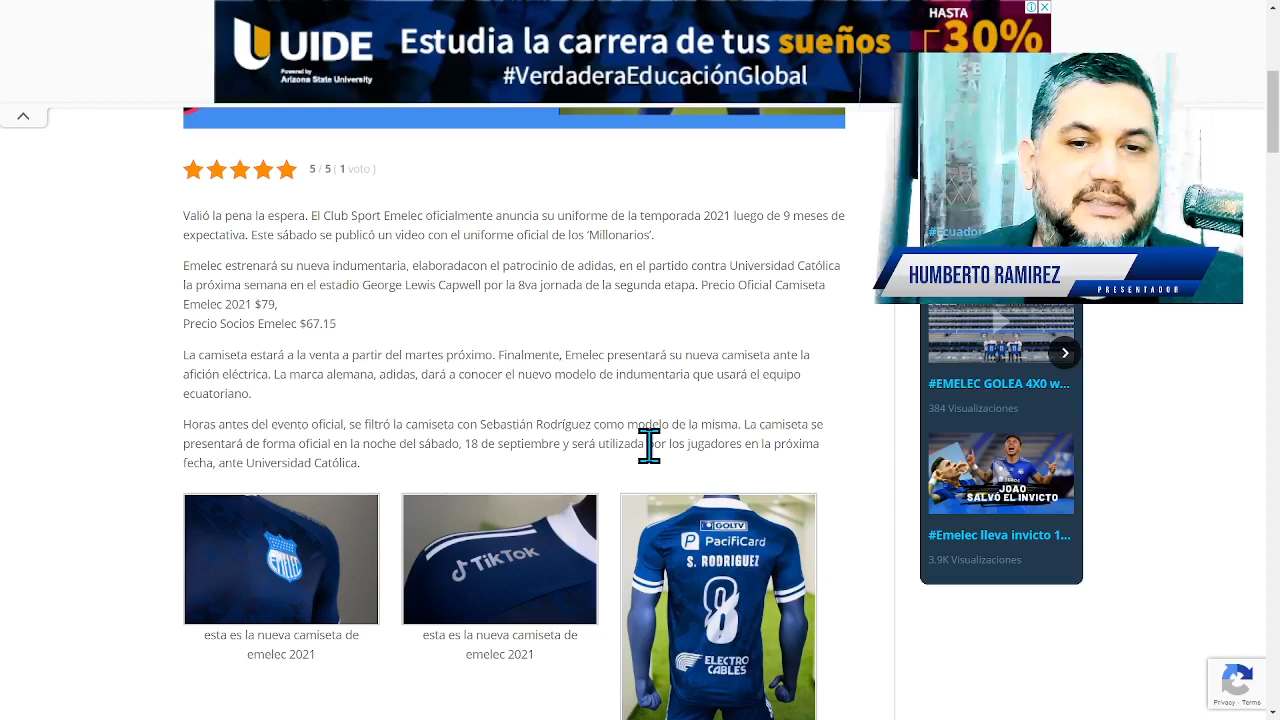 UIDE
Powered by
Arizona State University
Estudia la carrera de tus sueños
#VerdaderaEducaciónGlobal
HASTA
30%
5 / 5 ( 1 voto )
Valió la pena la espera. El Club Sport Emelec oficialmente anuncia su uniforme de la temporada 2021 luego de 9 meses de
expectativa. Este sábado se publicó un video con el uniforme oficial de los ‘Millonarios’.
Emelec estrenará su nueva indumentaria, elaboradacon el patrocinio de adidas, en el partido contra Universidad Católica
la próxima semana en el estadio George Lewis Capwell por la 8va jornada de la segunda etapa. Precio Oficial Camiseta
Emelec 2021 $79,
Precio Socios Emelec $67.15
La camiseta estará a la venta a partir del martes próximo. Finalmente, Emelec presentará su nueva camiseta ante la
afición eléctrica. La marca alemana, adidas, dará a conocer el nuevo modelo de indumentaria que usará el equipo
ecuatoriano.
Horas antes del evento oficial, se filtró la camiseta con Sebastián Rodríguez como modelo de la misma. La camiseta se
presentará de forma oficial en la noche del sábado, 18 de septiembre y será utilizada por los jugadores en la próxima
fecha, ante Universidad Católica.
TikTok
GOLTV
PacifiCard
S. RODRIGUEZ
8
ELECTRO
CABLES
esta es la nueva camiseta de
emelec 2021
esta es la nueva camiseta de
emelec 2021
#Ecuador
HUMBERTO RAMIREZ
PRESENTADOR
#EMELEC GOLEA 4X0 w...
384 Visualizaciones
JOAO
SALVÓ EL INVICTO
#Emelec lleva invicto 1...
3.9K Visualizaciones
Privacy - Terms